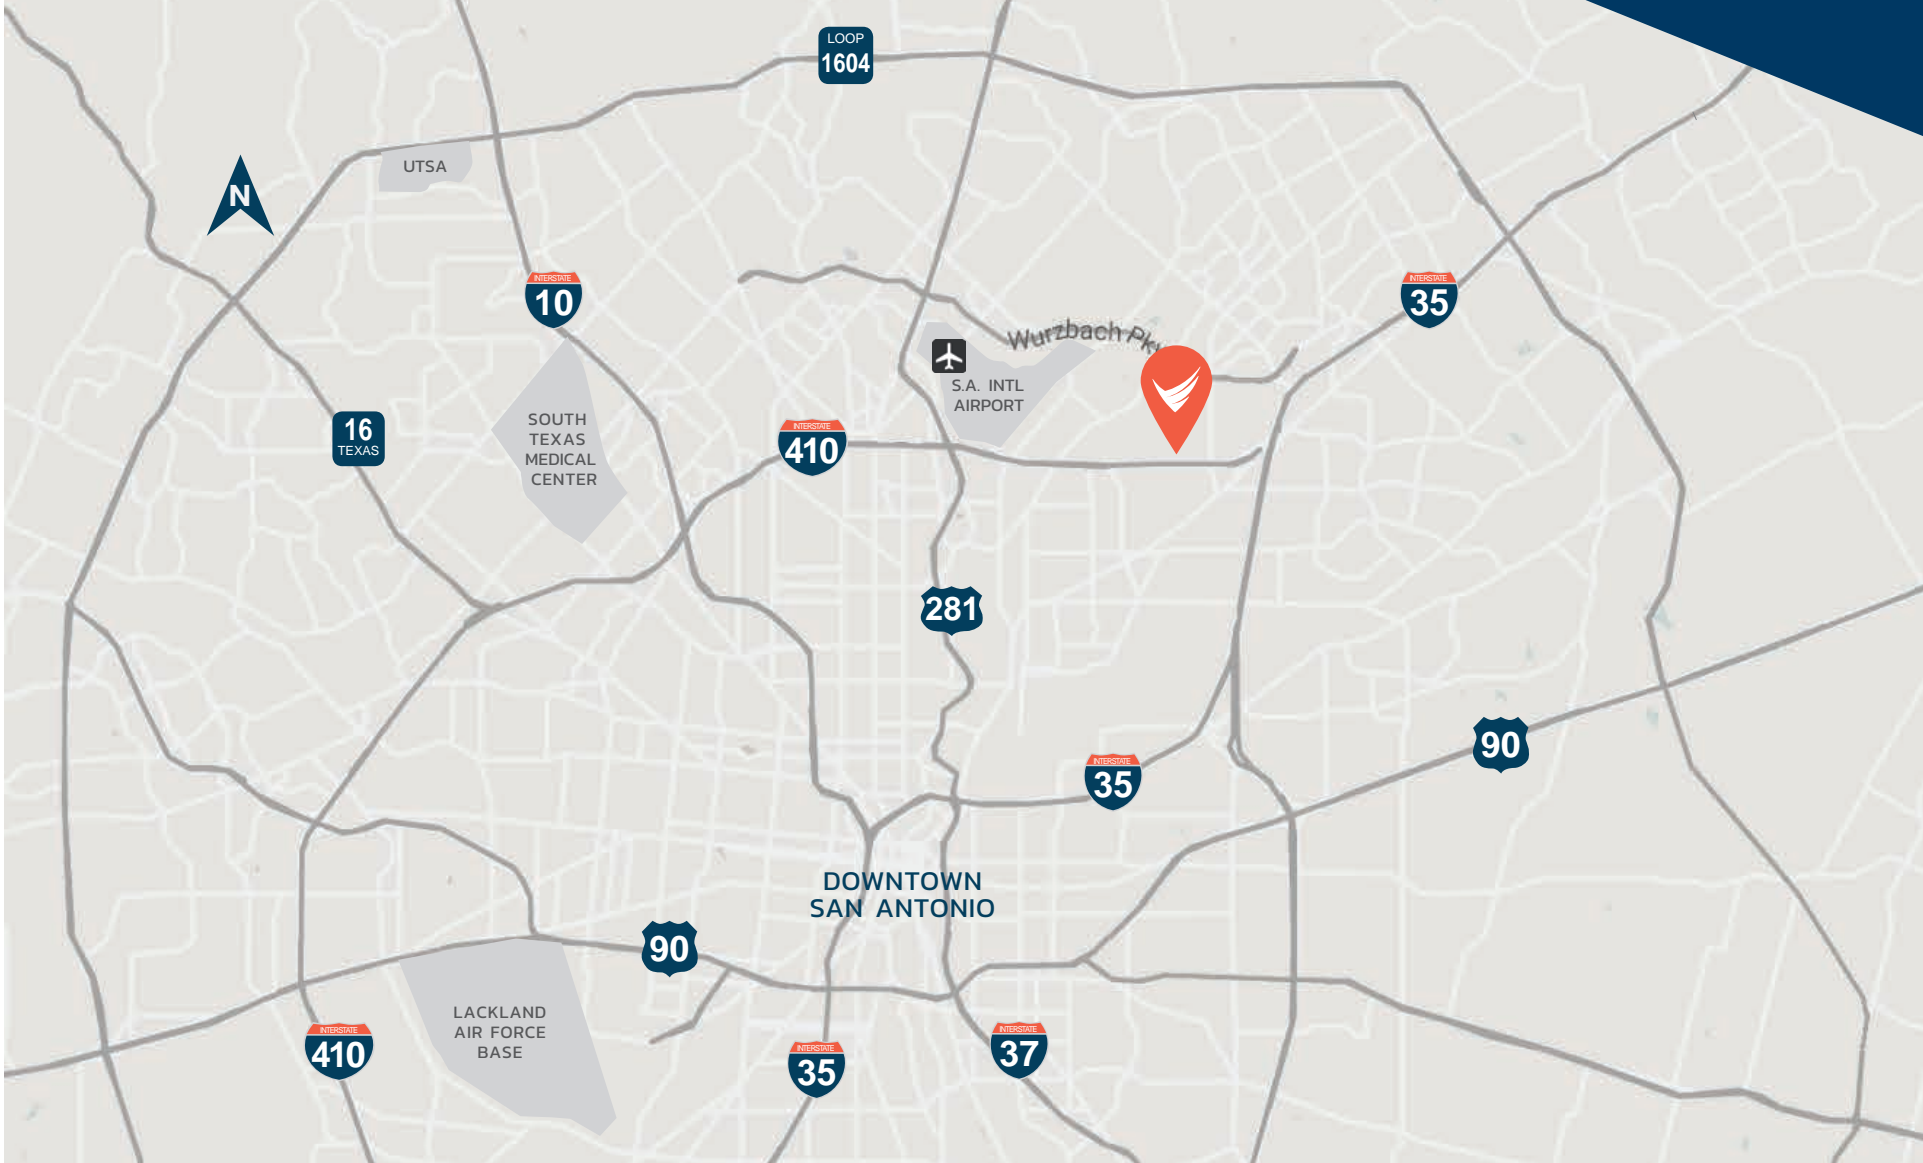 LOOP
1604
UTSA
N
INTERSTATE
10
INTERSTATE
35
Wurzbach
S.A. INTL
AIRPORT
16
TEXAS
SOUTH
TEXAS
MEDICAL
CENTER
INTERSTATE
410
281
90
INTERSTATE
35
DOWNTOWN
SAN ANTONIO
90
LACKLAND
AIR FORCE
BASE
INTERSTATE
410
INTERSTATE
35
INTERSTATE
37